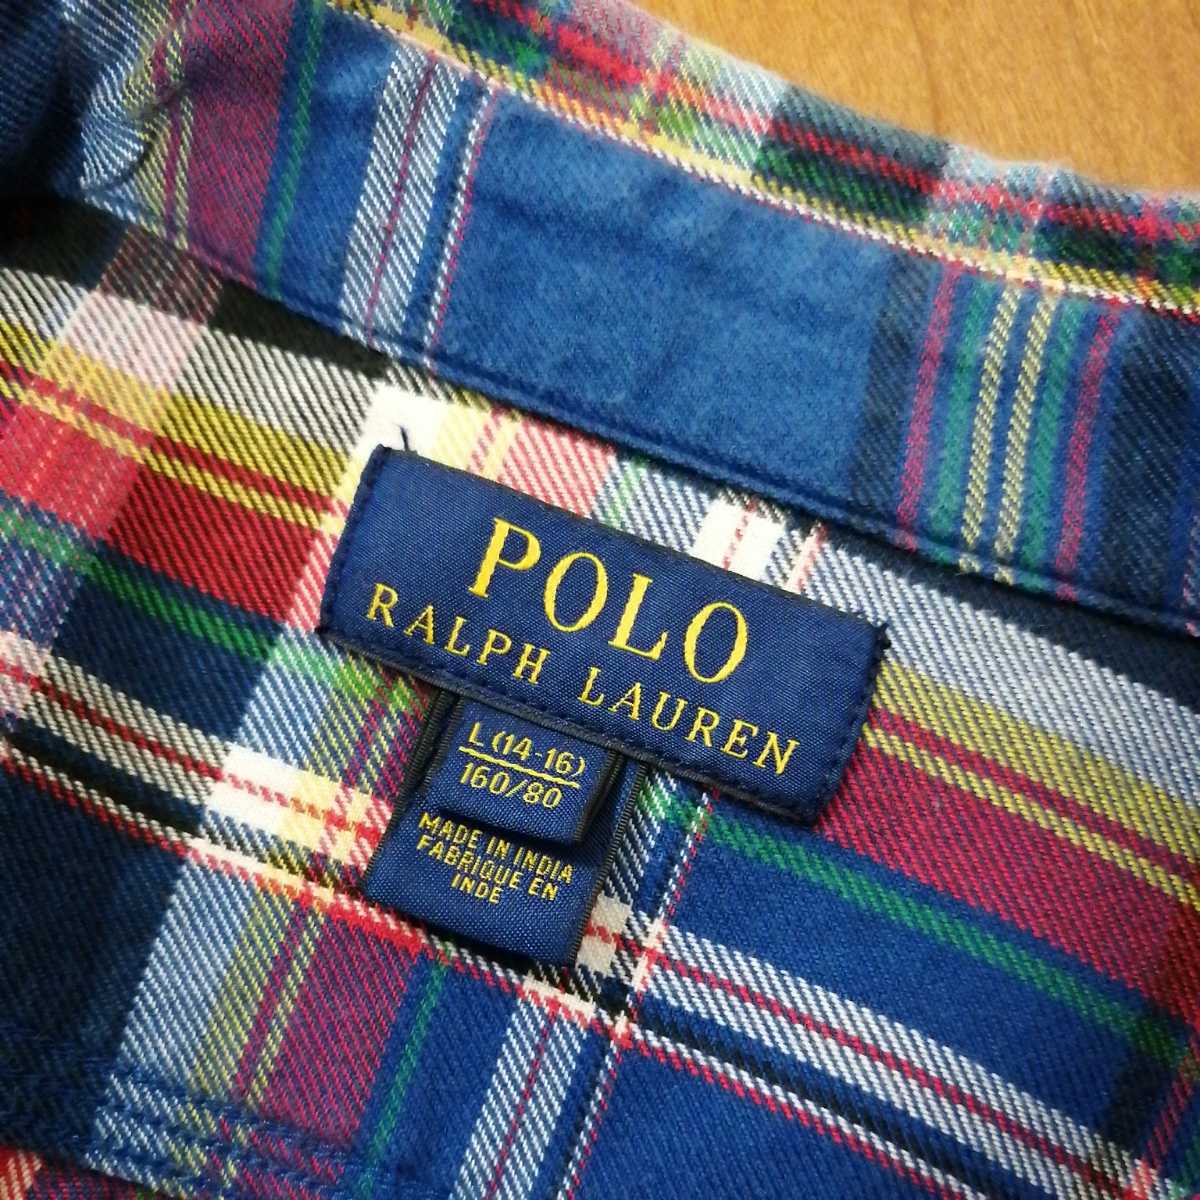 POLO
RALPH LAUREN
L (14-16)
160/80
MADE IN INDIA
FABRIQUE EN
INDE